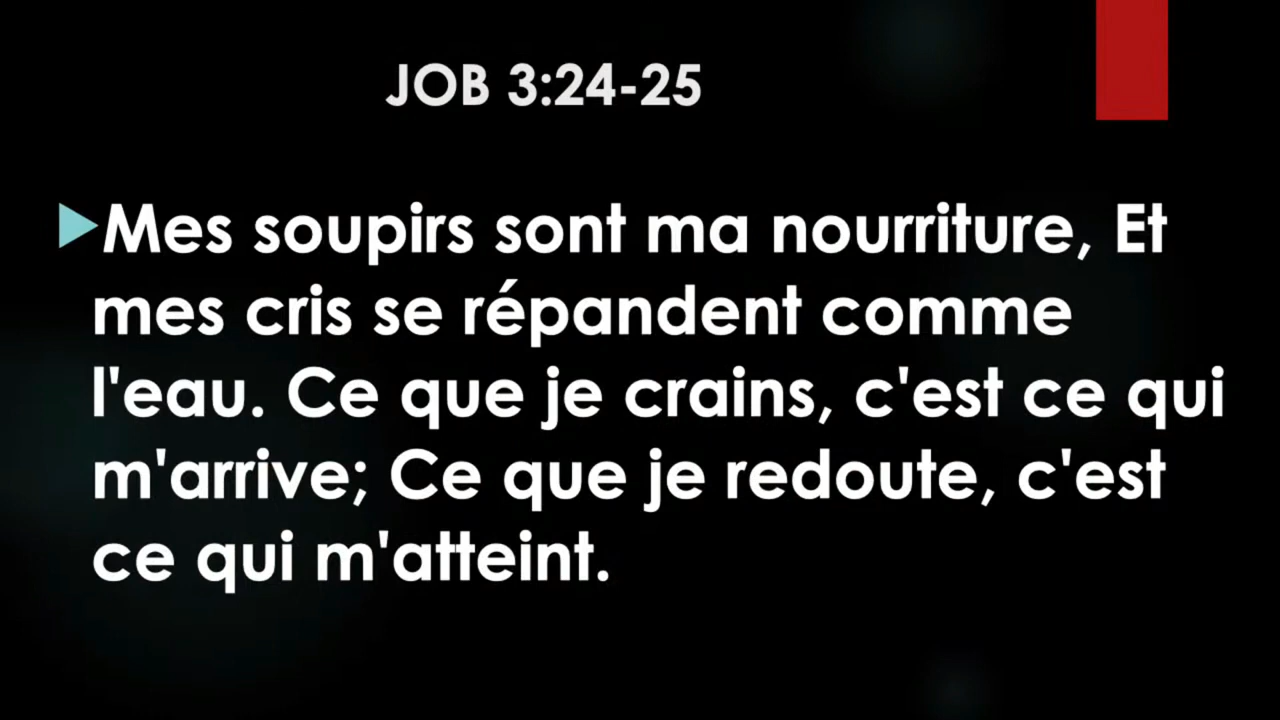 JOB 3:24-25
Mes soupirs sont ma nourriture, Et
mes cris se répandent comme
l'eau. Ce que je crains, c'est ce qui
m'arrive; Ce que je redoute, c'est
ce qui m'atteint.